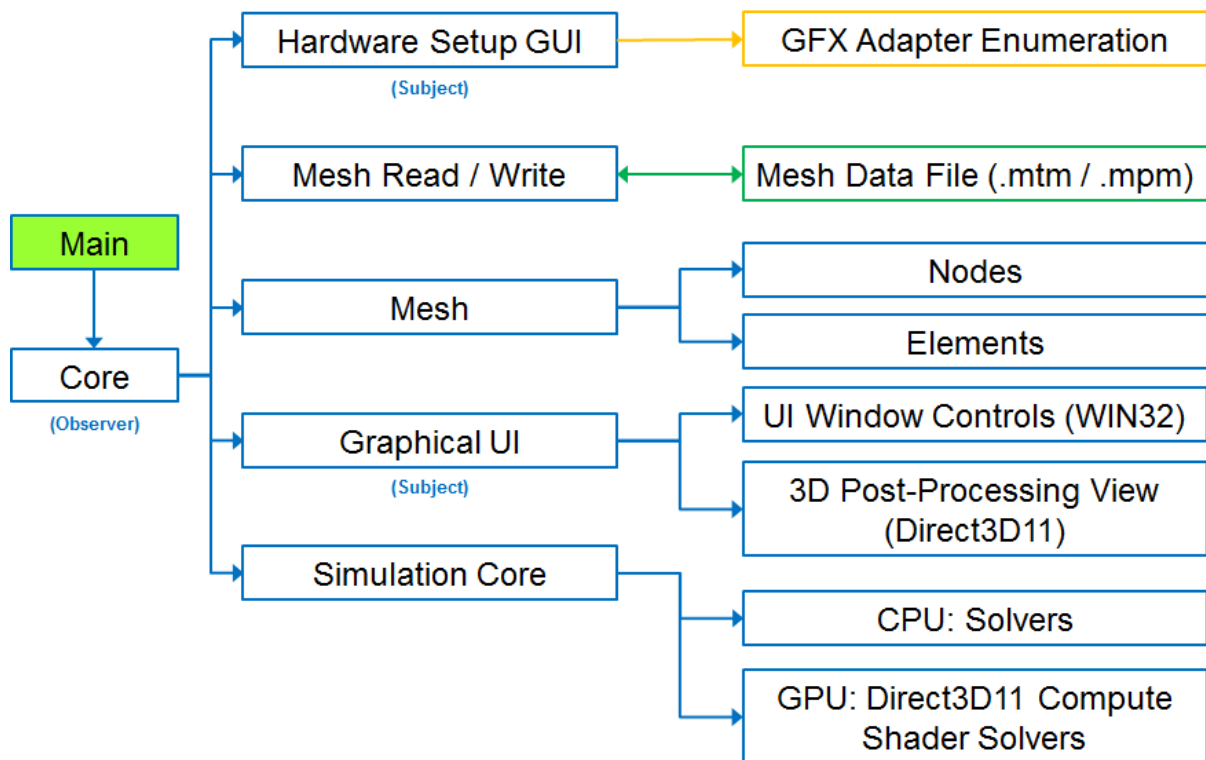 Hardware Setup GUI
(Subject)
GFX Adapter Enumeration
Mesh Read / Write
Mesh Data File (.mtm / .mpm)
Main
Mesh
Nodes
Elements
Core
(Observer)
Graphical UI
(Subject)
UI Window Controls (WIN32)
3D Post-Processing View
(Direct3D11)
Simulation Core
CPU: Solvers
GPU: Direct3D11 Compute
Shader Solvers